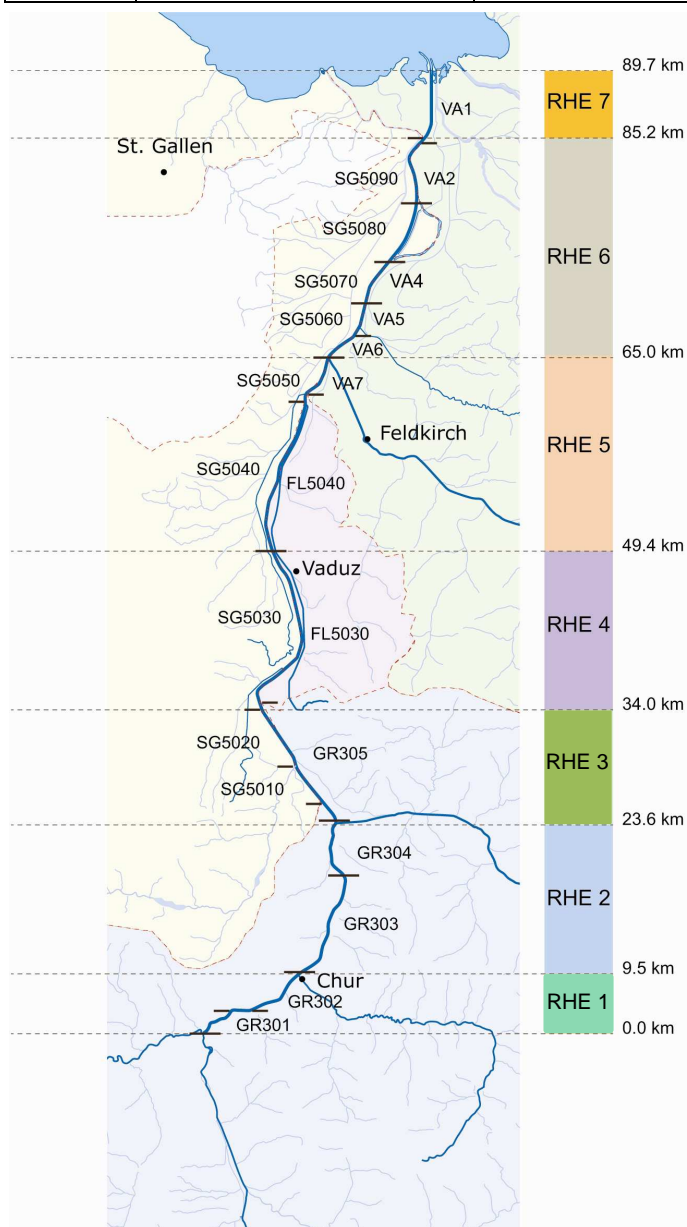 89.7 km
RHE 7
VA1
85.2 km
St. Gallen
SG5090
VA2
SG5080
RHE 6
SG5070
VA4
SG5060
VA5
VA6
65.0 km
SG5050
VA7
Feldkirch
RHE 5
SG5040
FL5040
49.4 km
Vaduz
SG5030
RHE 4
FL5030
34.0 km
SG5020
GR305
RHE 3
SG5010
23.6 km
GR304
RHE 2
GR303
9.5 km
Chur
GR302
RHE 1
GR301
0.0 km